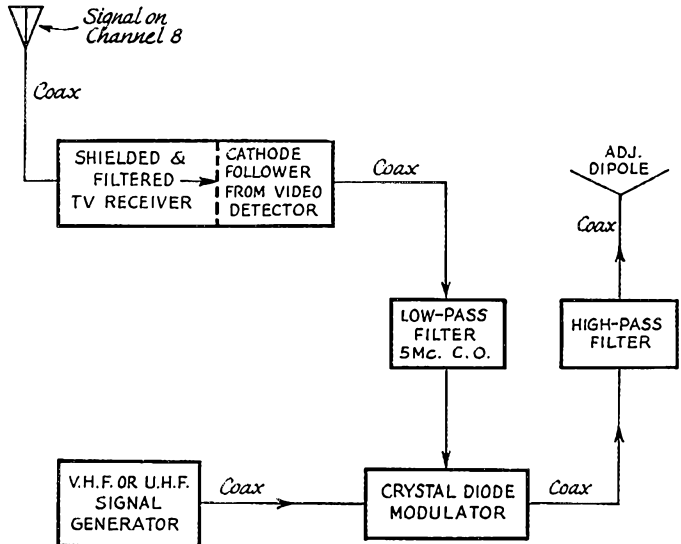 Signal on
Channel 8
Coax
SHIELDED &
FILTERED
TV RECEIVER
CATHODE
FOLLOWER
FROM VIDEO
DETECTOR
Coax
ADJ.
DIPOLE
Coax
LOW-PASS
FILTER
5Mc. C.O.
HIGH-PASS
FILTER
V.H.F. OR U.H.F.
SIGNAL
GENERATOR
Coax
CRYSTAL DIODE
MODULATOR
Coax